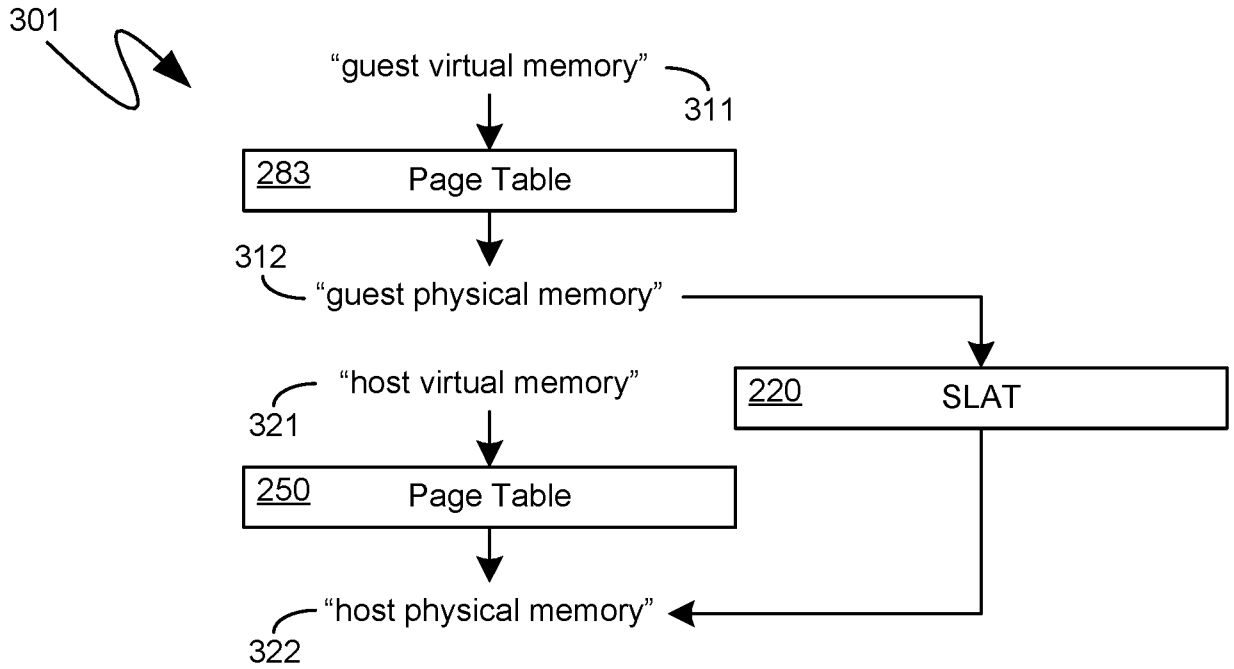 301
“guest virtual memory”
311
283 Page Table
312
“guest physical memory”
“host virtual memory”
321
220 SLAT
250 Page Table
“host physical memory”
322